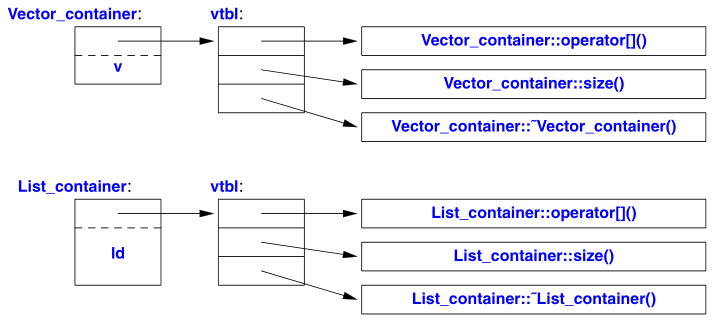 Vector_container: vtbl:
Vector_container::operator[]()
v
Vector_container::size()
Vector_container::˜Vector_container()
List_container: vtbl:
List_container::operator[]()
ld
List_container::size()
List_container::˜List_container()